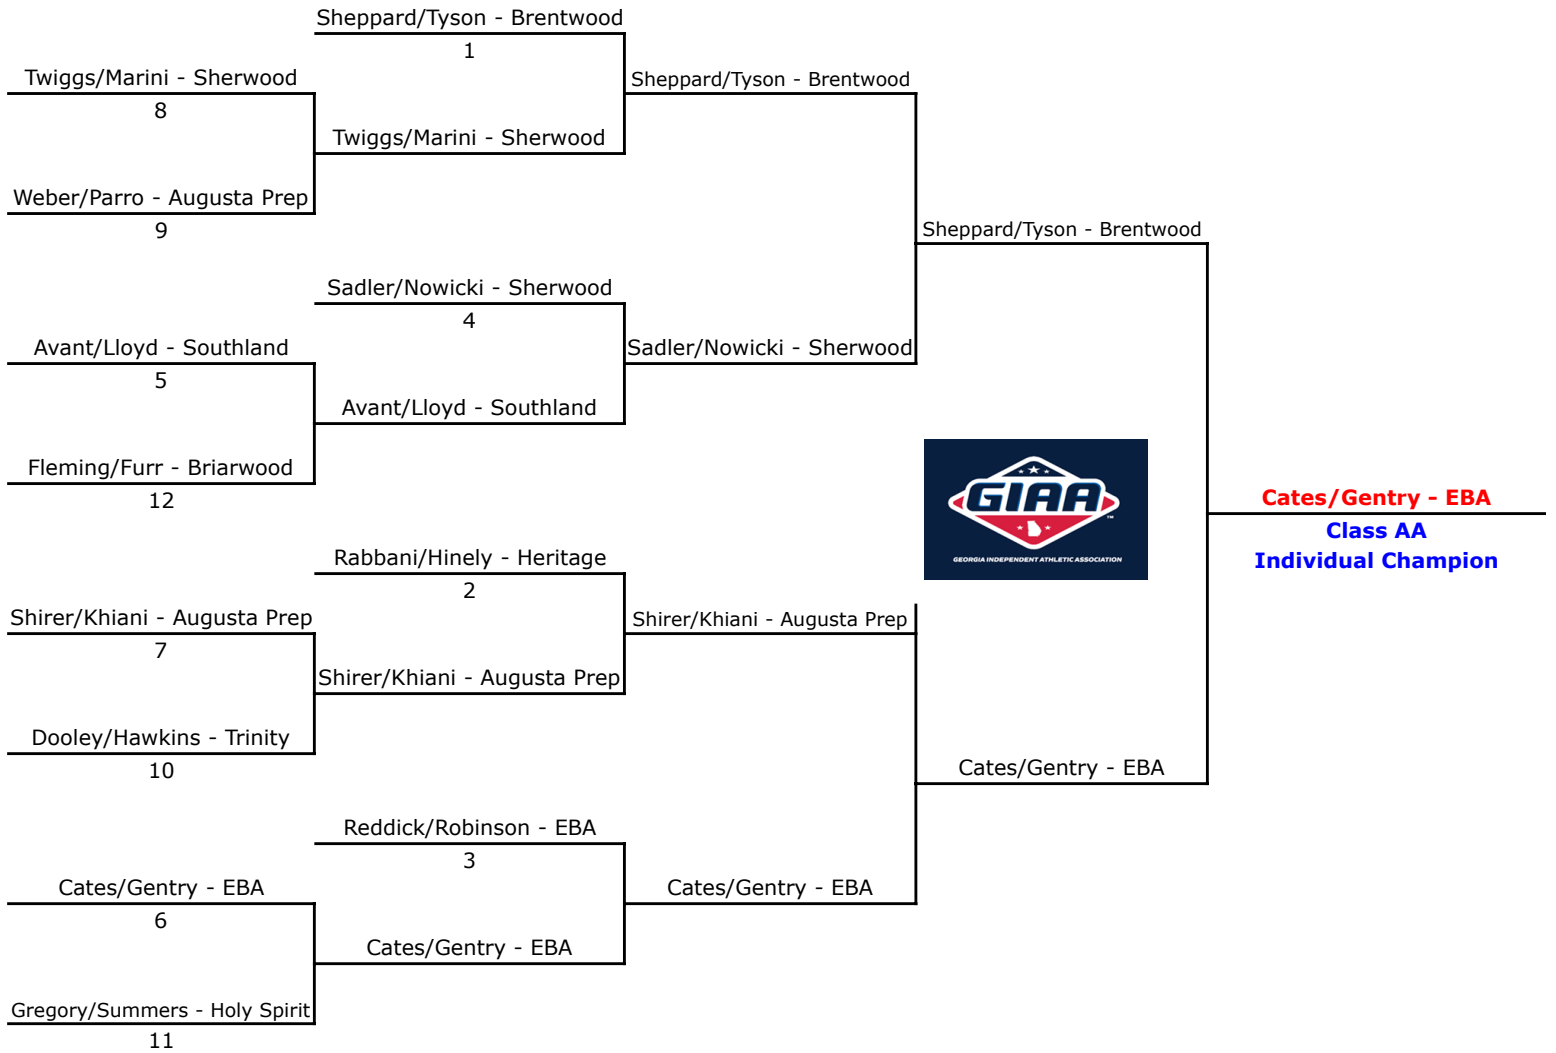 Sheppard/Tyson - Brentwood
1
Twiggs/Marini - Sherwood
Sheppard/Tyson - Brentwood
8
Twiggs/Marini - Sherwood
Weber/Parro - Augusta Prep
9
Sheppard/Tyson - Brentwood
Sadler/Nowicki - Sherwood
4
Avant/Lloyd - Southland
Sadler/Nowicki - Sherwood
5
Avant/Lloyd - Southland
Fleming/Furr - Briarwood
12
GIAA
TM
GEORGIA INDEPENDENT ATHLETIC ASSOCIATION
Cates/Gentry - EBA
Class AA
Individual Champion
Rabbani/Hinely - Heritage
2
Shirer/Khiani - Augusta Prep
Shirer/Khiani - Augusta Prep
7
Shirer/Khiani - Augusta Prep
Dooley/Hawkins - Trinity
10
Cates/Gentry - EBA
Reddick/Robinson - EBA
3
Cates/Gentry - EBA
Cates/Gentry - EBA
6
Cates/Gentry - EBA
Gregory/Summers - Holy Spirit
11